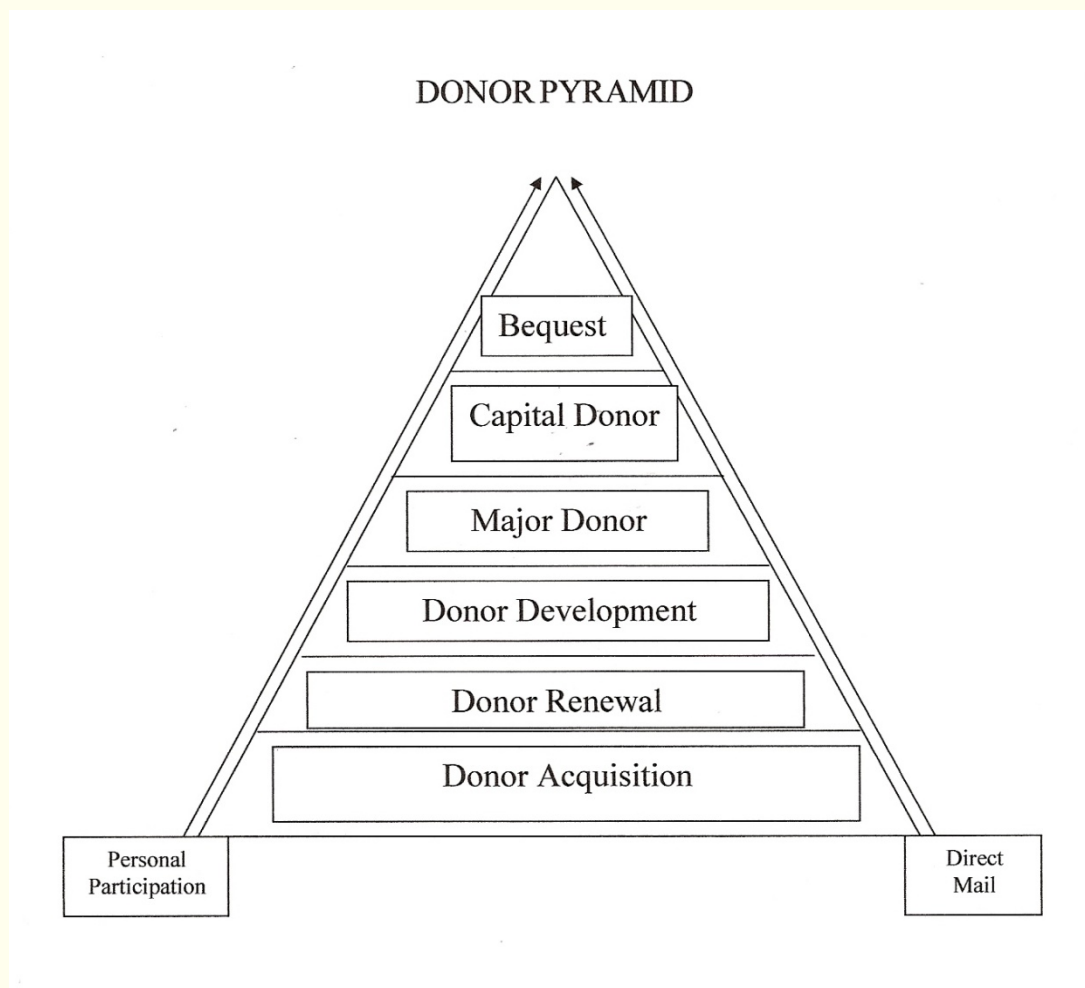 DONOR PYRAMID
Bequest
Capital Donor
Major Donor
Donor Development
Donor Renewal
Donor Acquisition
Personal
Participation
Direct
Mail